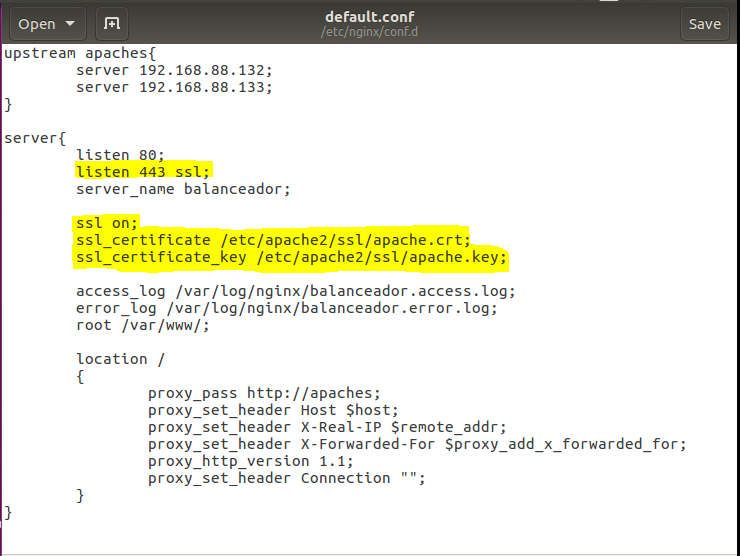 Open
default.conf
/etc/nginx/conf.d
Save
upstream apaches{
        server 192.168.88.132;
        server 192.168.88.133;
}

server{
        listen 80;
        listen 443 ssl;
        server_name balanceador;

        ssl on;
        ssl_certificate /etc/apache2/ssl/apache.crt;
        ssl_certificate_key /etc/apache2/ssl/apache.key;

        access_log /var/log/nginx/balanceador.access.log;
        error_log /var/log/nginx/balanceador.error.log;
        root /var/www/;

        location /
        {
                proxy_pass http://apaches;
                proxy_set_header Host $host;
                proxy_set_header X-Real-IP $remote_addr;
                proxy_set_header X-Forwarded-For $proxy_add_x_forwarded_for;
                proxy_http_version 1.1;
                proxy_set_header Connection "";
        }
}